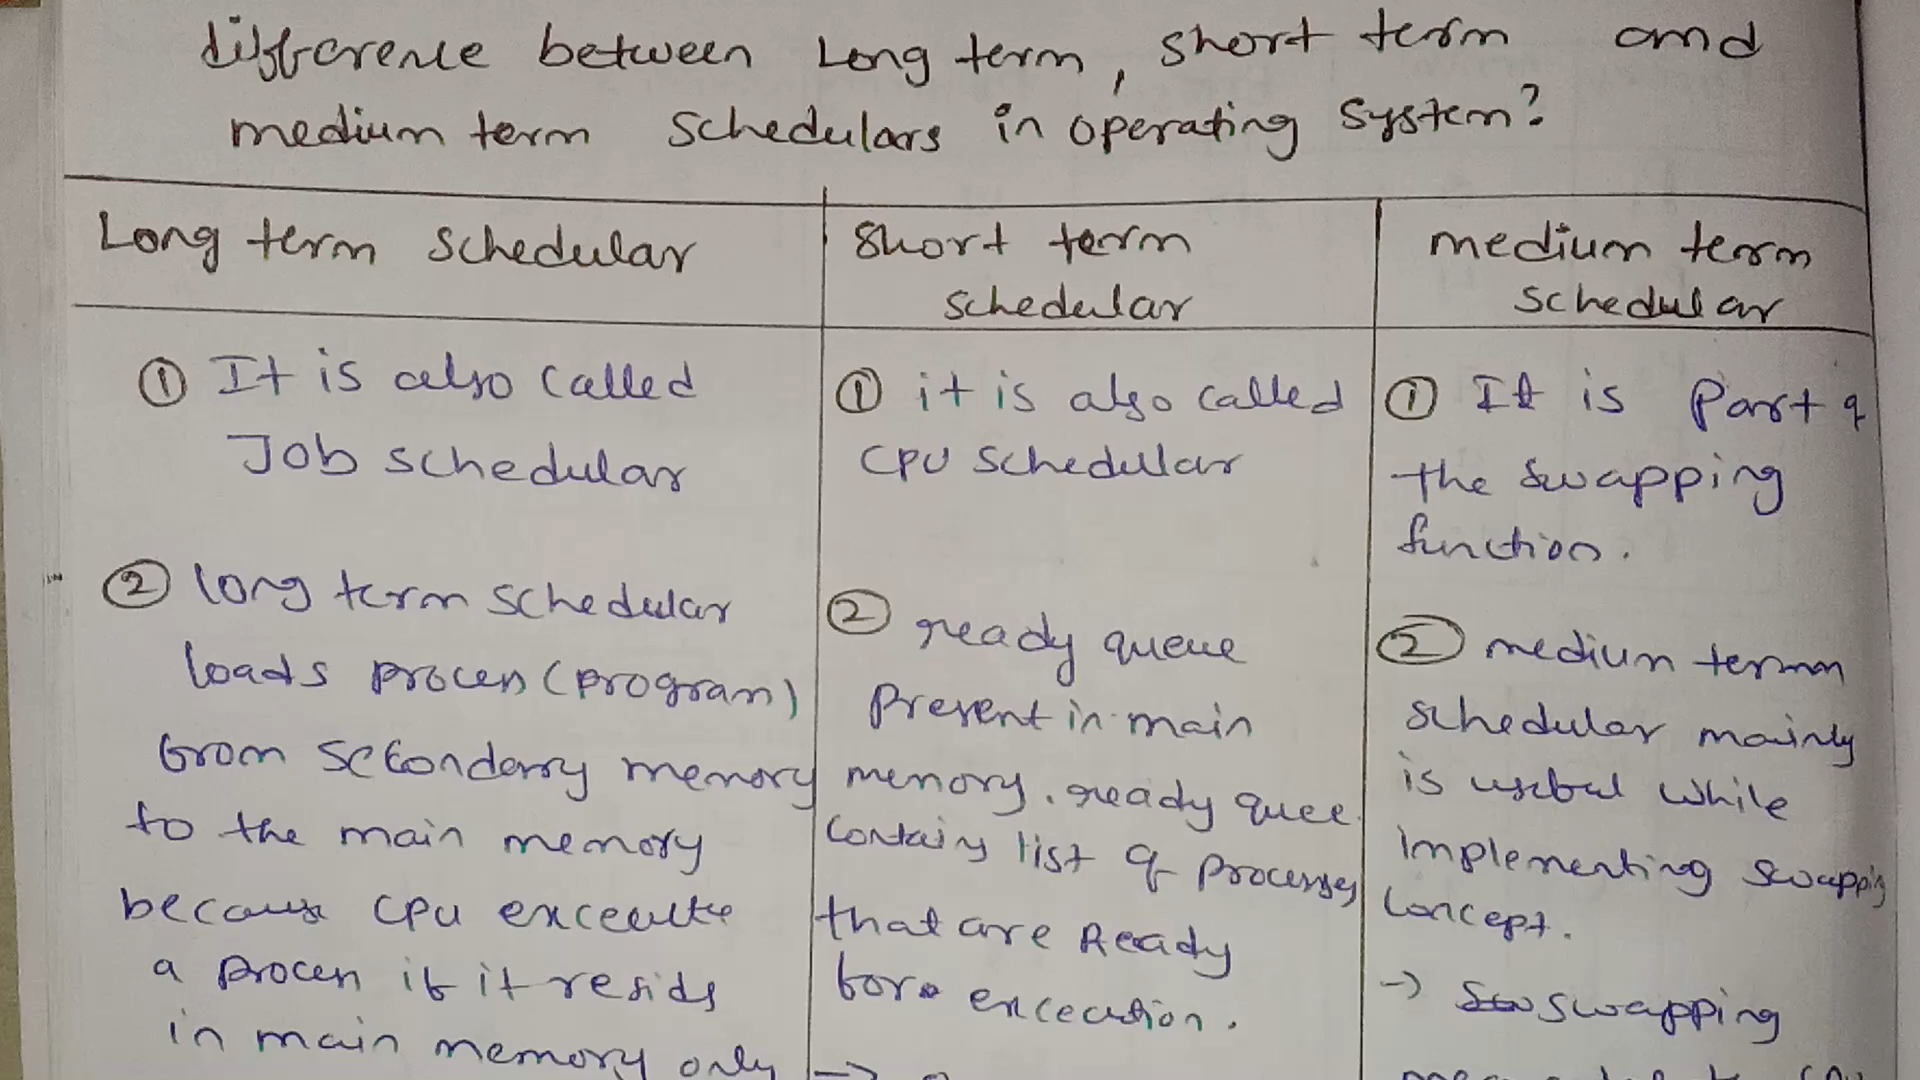 difference between Long term, short term and
medium term schedulars in operating system?
Long term schedular
short term
schedular
medium term
schedular
① It is also called
Job schedular
② long term schedular
loads process (program)
from secondary memory
to the main memory
because cpu excecute
a process if it resids
in main memory only
① it is also called
CPU schedular
② ready queue
Present in main
memory. ready quee
contains list of processes
that are Ready
for excecution.
→
① It is Part of
the swapping
function.
② medium term
schedular mainly
is useful while
implementing swapping
concept.
→ swapping